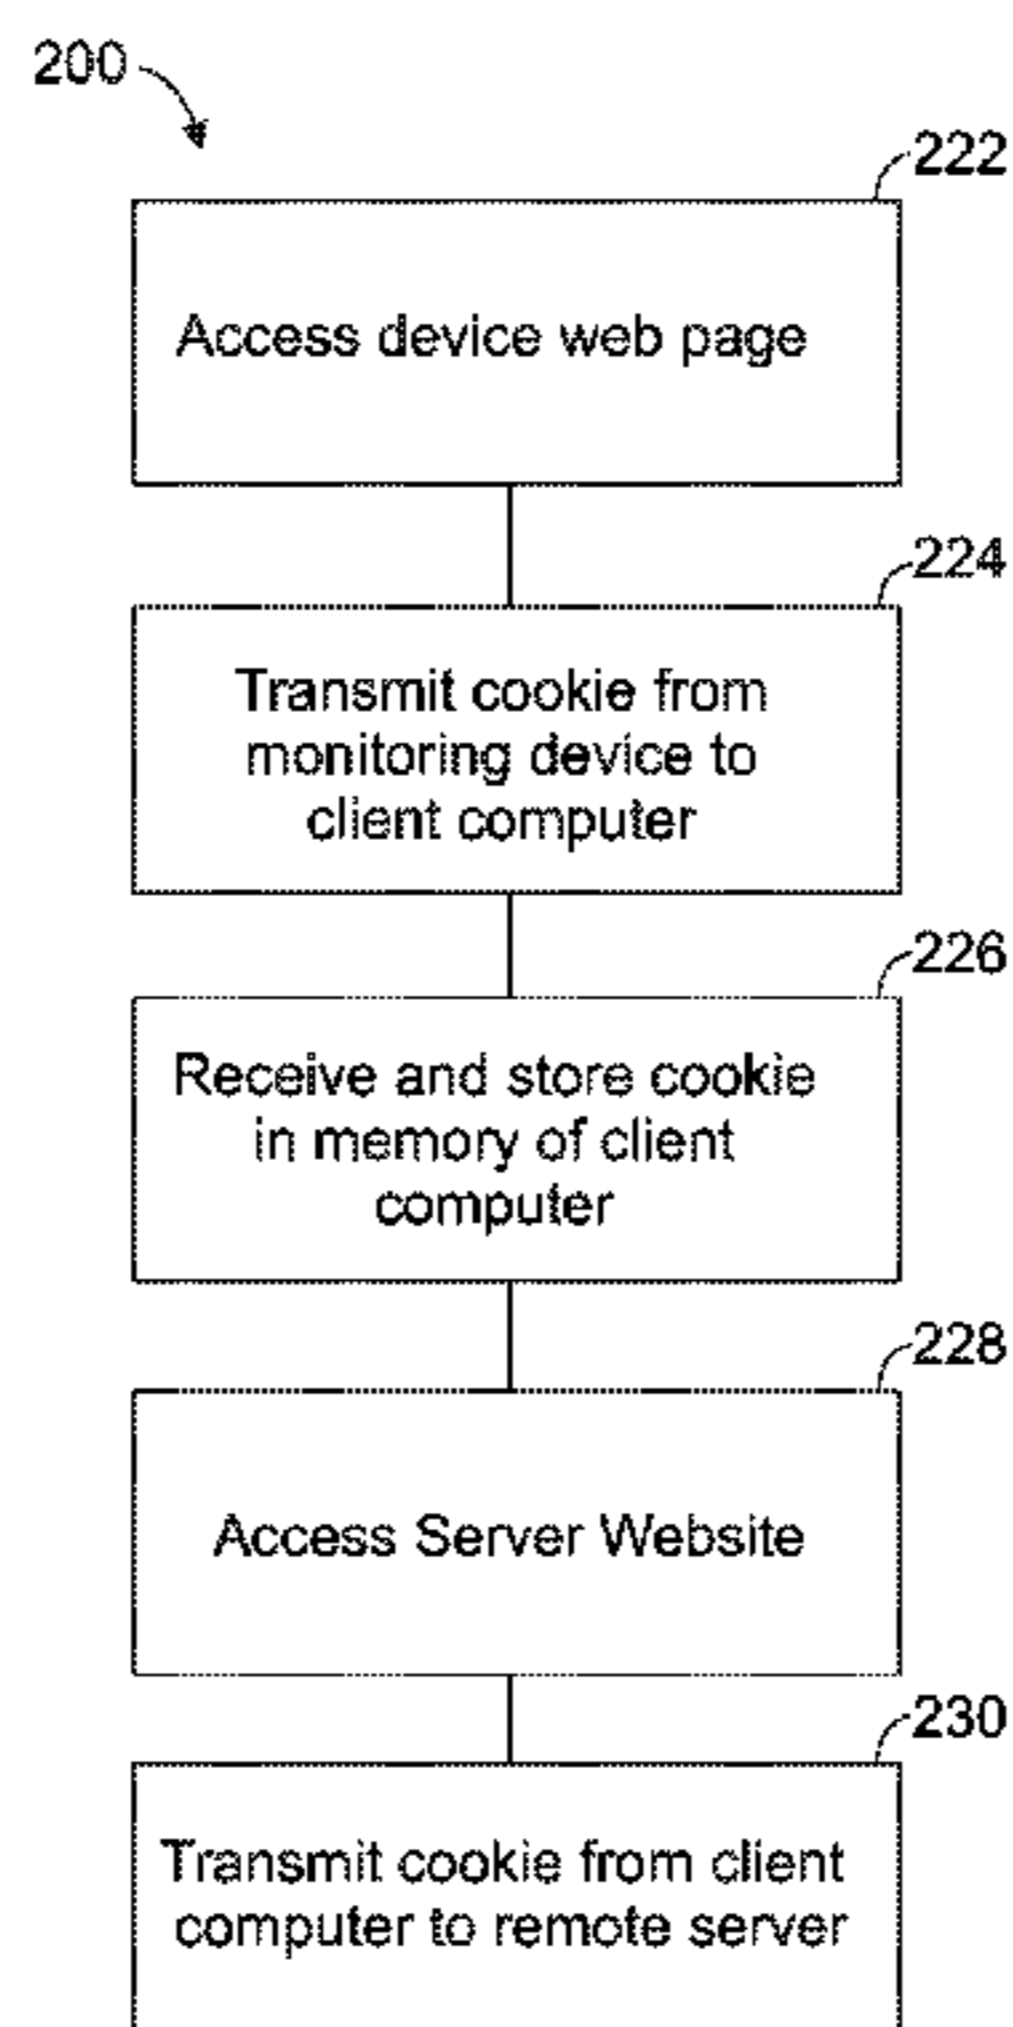 200
222
Access device web page
224
Transmit cookie from
monitoring device to
client computer
226
Receive and store cookie
in memory of client
computer
228
Access Server Website
230
Transmit cookie from client
computer to remote server